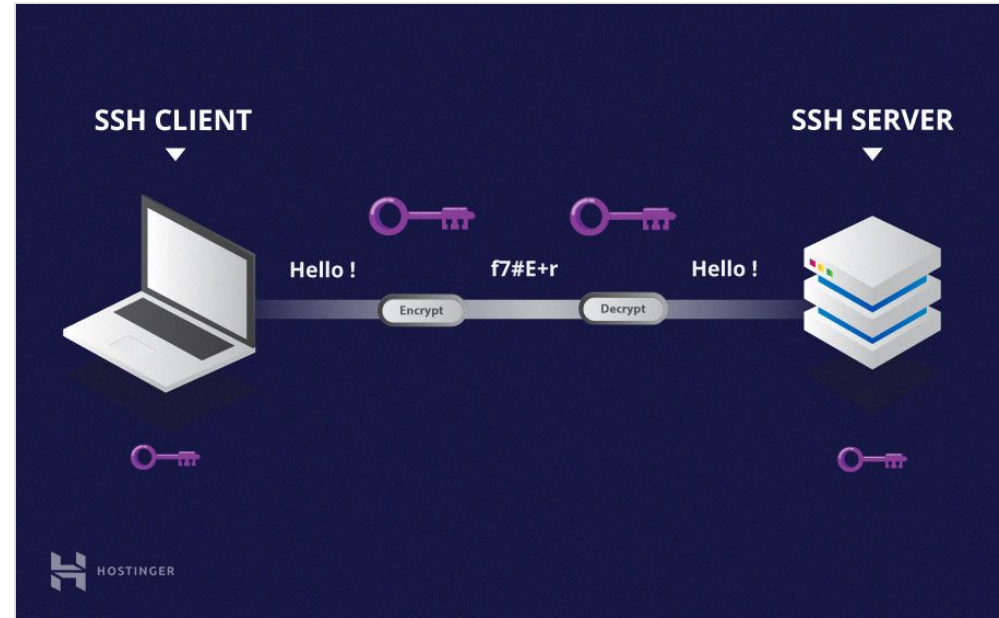 SSH CLIENT
SSH SERVER
Hello !
f7#E+r
Hello !
Encrypt
Decrypt
HOSTINGER